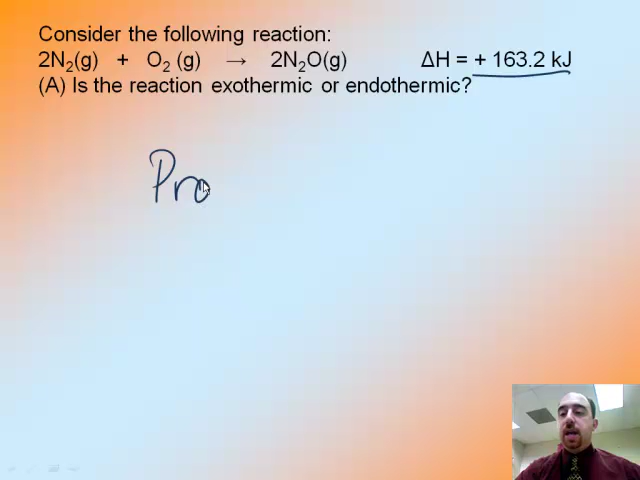 Consider the following reaction:
2N₂(g) + O₂ (g) → 2N₂O(g) ΔH = + 163.2 kJ
(A) Is the reaction exothermic or endothermic?
Pro